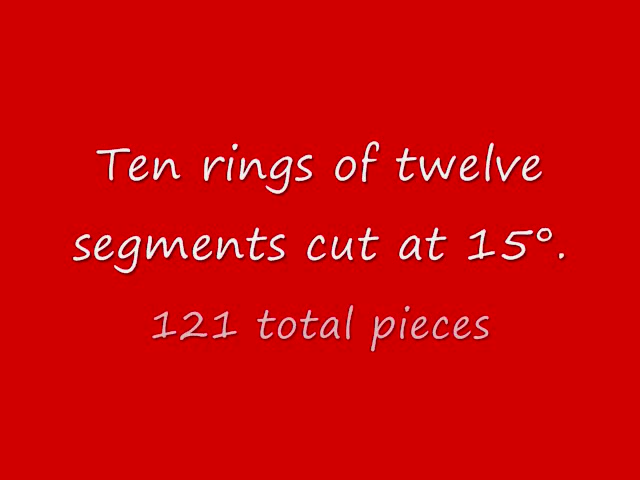 Ten rings of twelve
segments cut at 15°.
121 total pieces